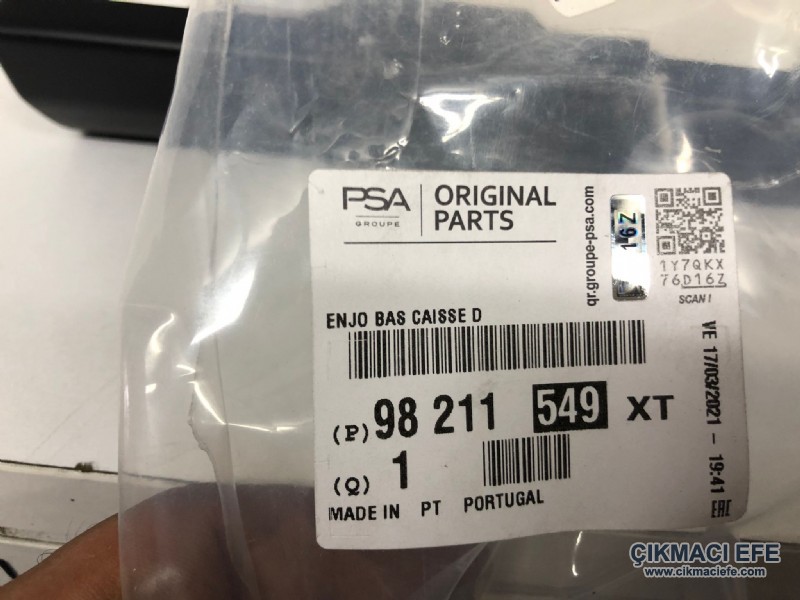 PSA
GROUPE
ORIGINAL
PARTS
qr.groupe-psa.com
16Z
1Y7QKX
76D16Z
SCAN !
ENJO BAS CAISSE D
(P) 98 211 549 XT
(Q) 1
MADE IN PT PORTUGAL
VE 17/03/2021 - 19:41
EAC
ÇIKMACI EFE
www.cikmaciefe.com